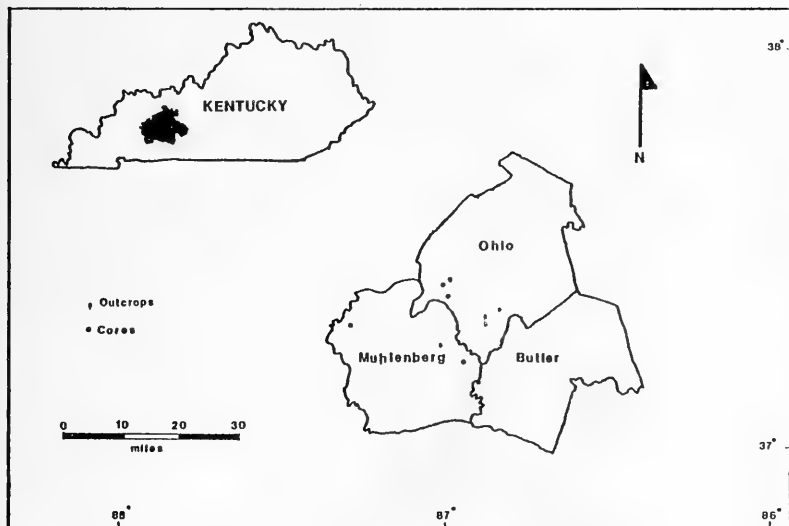 38°
KENTUCKY
N
Ohio
Outcrops
Cores
Muhlenberg
Butler
0 10 20 30
miles
37°
88° 87° 86°